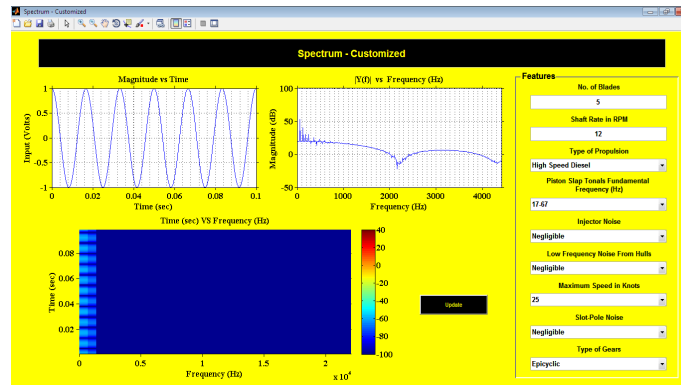 Spectrum - Customized
Spectrum - Customized
Magnitude vs Time
1
0.5
0
-0.5
-1
Input (Volts)
0 0.02 0.04 0.06 0.08 0.1
Time (sec)
|Y(f)| vs Frequency (Hz)
100
50
0
-50
Magnitude (dB)
0 1000 2000 3000 4000
Frequency (Hz)
Time (sec) VS Frequency (Hz)
0.08
0.06
0.04
0.02
Time (sec)
0 0.5 1 1.5 2
x 10⁴
Frequency (Hz)
40
20
0
-20
-40
-60
-80
-100
Update
Features
No. of Blades
5
Shaft Rate in RPM
12
Type of Propulsion
High Speed Diesel
Piston Slap Tonals Fundamental
Frequency (Hz)
17-67
Injector Noise
Negligible
Low Frequency Noise From Hulls
Negligible
Maximum Speed in Knots
25
Slot-Pole Noise
Negligible
Type of Gears
Epicyclic